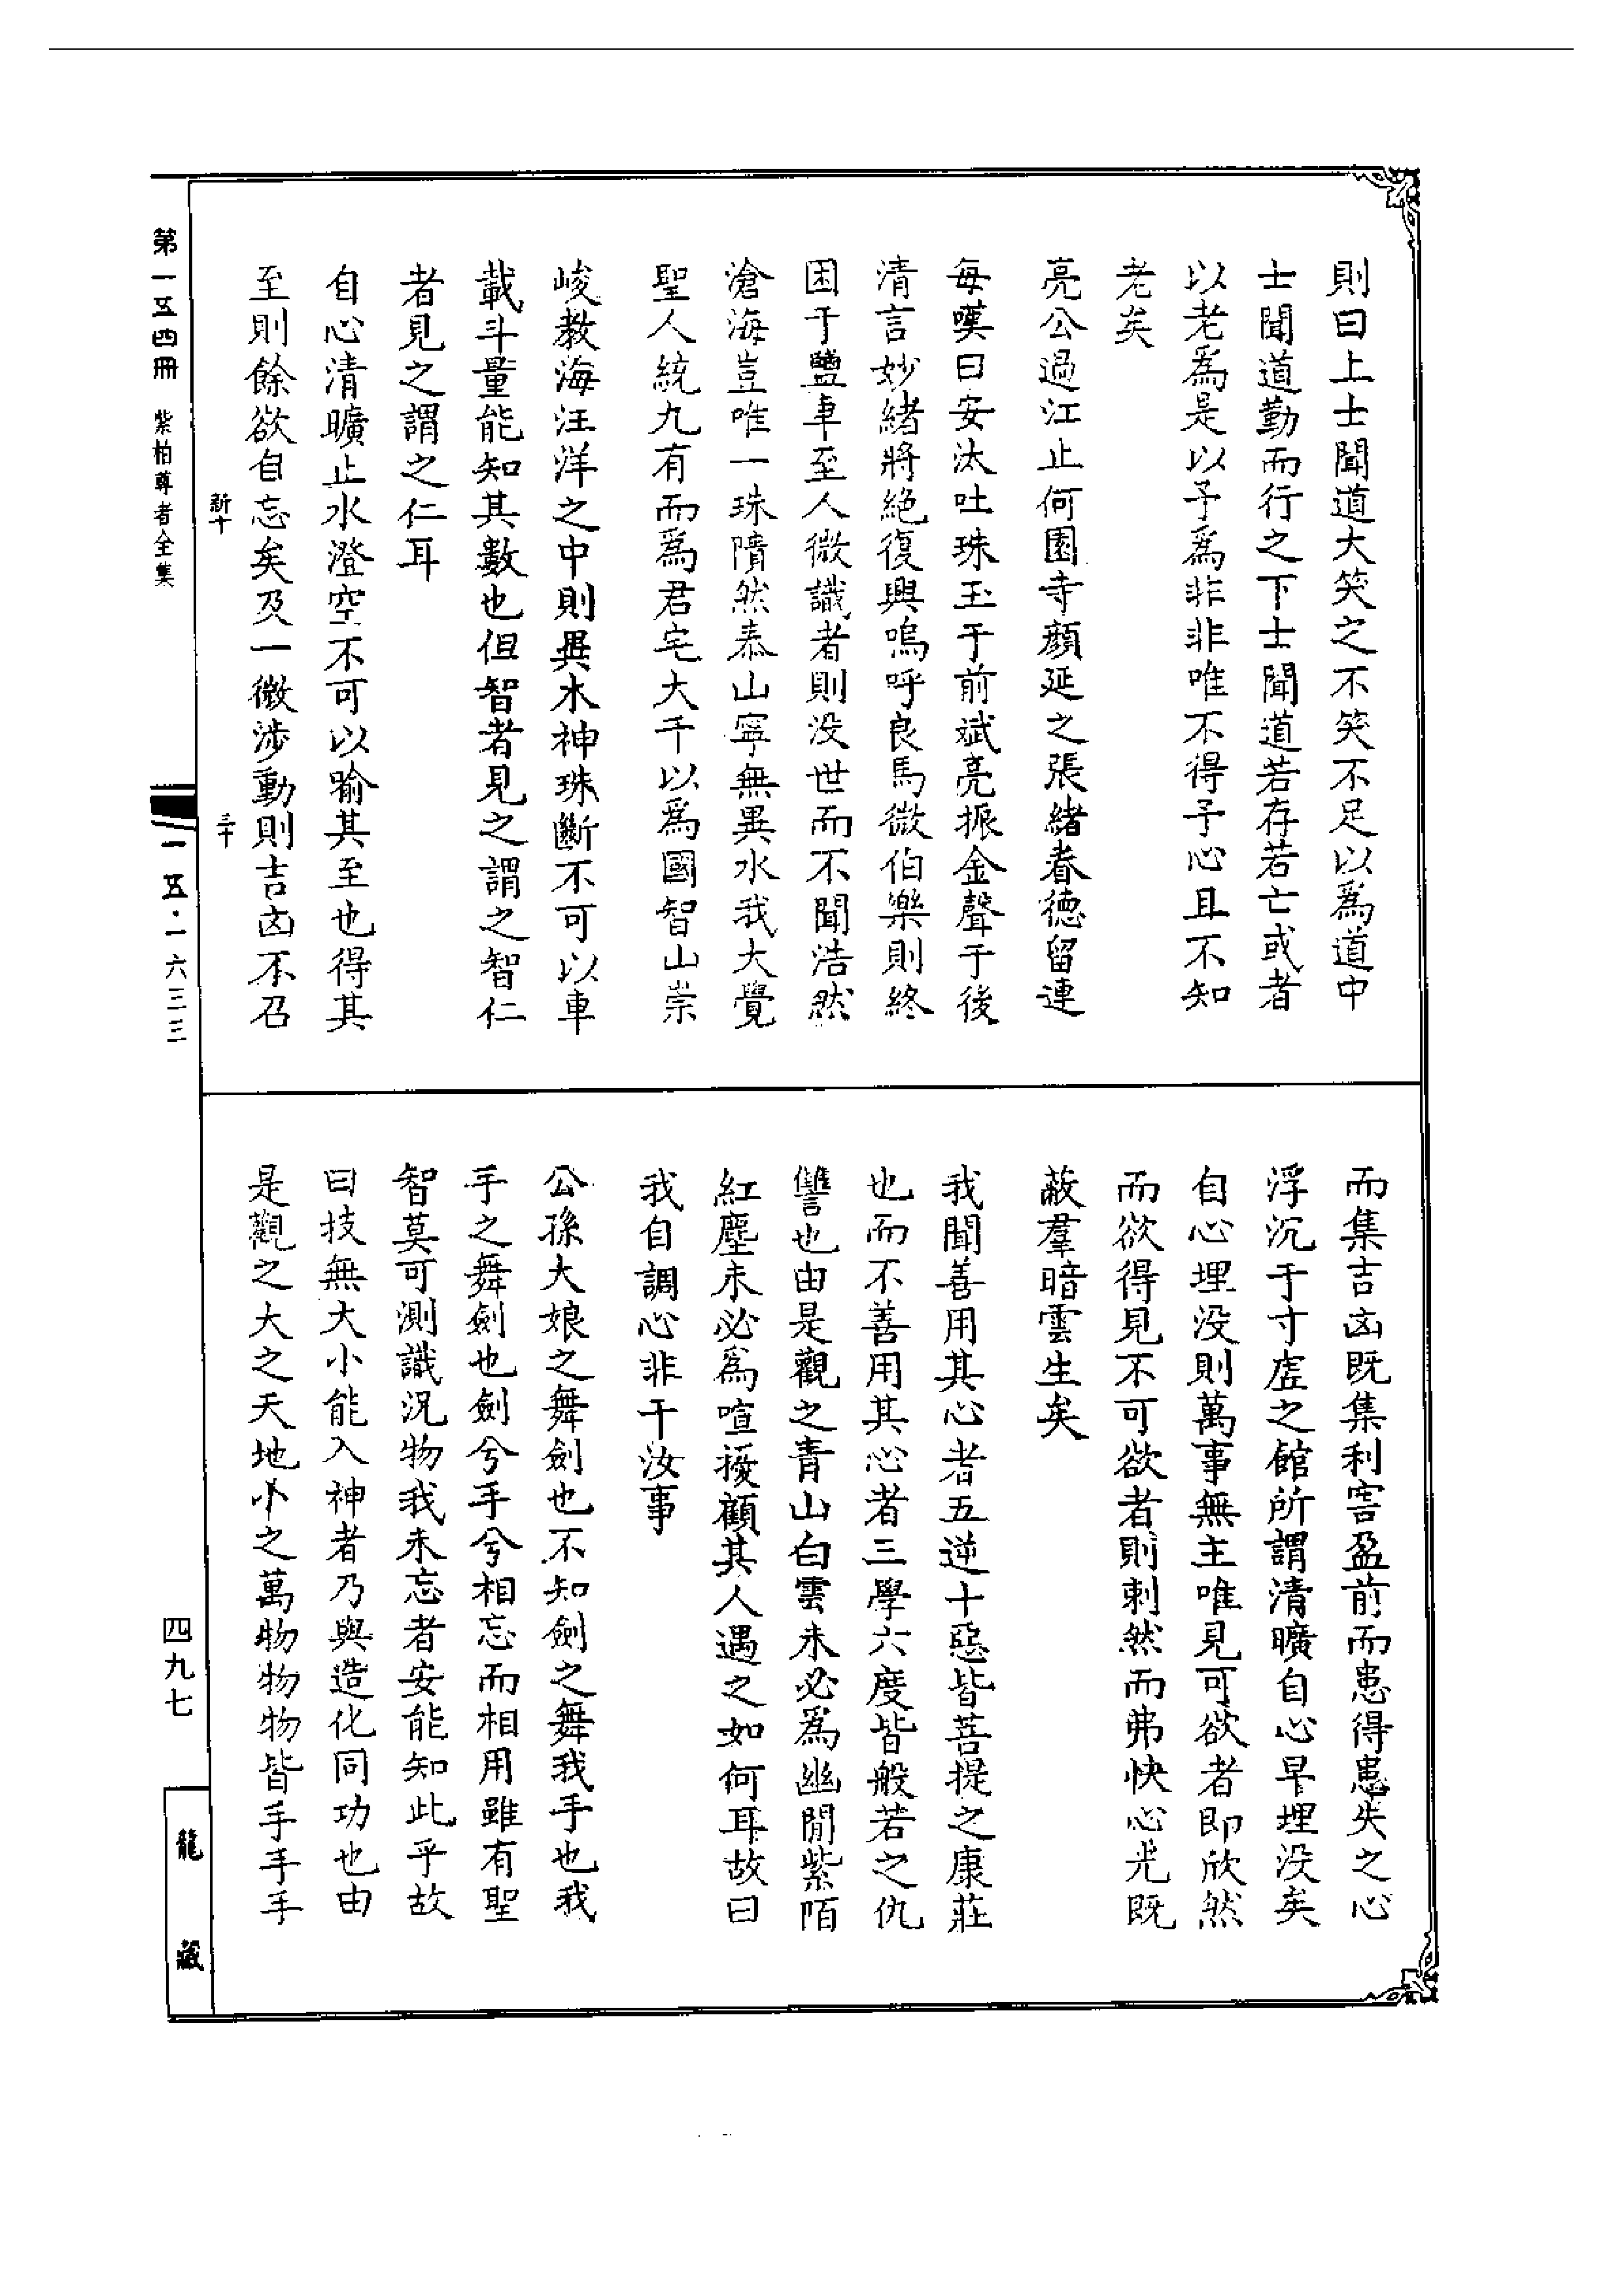 則曰上士聞道大笑之不笑不足以爲道中
士聞道勤而行之下士聞道若存若亡或者
以老爲是以予爲非非唯不得予心且不知
老矣
亮公過江止何園寺顏延之張緒眷德留連
每嘆曰安汰吐珠玉于前斌亮振金聲于後
清言妙緒將絕復興嗚呼良馬微伯樂則終
困于鹽車至人微識者則没世而不聞浩然
滄海豈唯一珠隤然泰山寧無異水我大覺
聖人統九有而爲君宅大千以爲國智山崇
峻教海汪洋之中則異木神珠斷不可以車
載斗量能知其數也但智者見之謂之智仁
者見之謂之仁耳
自心清曠止水澄空不可以喻其至也得其
至則餘欲自忘矣及一微涉動則吉凶不召
而集吉凶既集利害盈前而患得患失之心
浮沉于寸虛之館所謂清曠自心早埋没矣
自心埋没則萬事無主唯見可欲者即欣然
而欲得見不可欲者則刺然而弗快心光既
蔽羣暗雲生矣
我聞善用其心者五逆十惡皆菩提之康莊
也而不善用其心者三學六度皆般若之仇
讐也由是觀之青山白雲未必爲幽閒紫陌
紅塵未必爲喧擾顧其人遇之如何耳故曰
我自調心非干汝事
公孫大娘之舞劍也不知劍之舞我手也我
手之舞劍也劍兮手兮相忘而相用雖有聖
智莫可測識況物我未忘者安能知此乎故
曰技無大小能入神者乃與造化同功也由
是觀之大之天地小之萬物物物皆手手手
新十
三十
第一五四冊 紫柏尊者全集
一五·一六三三
四九七
龍藏